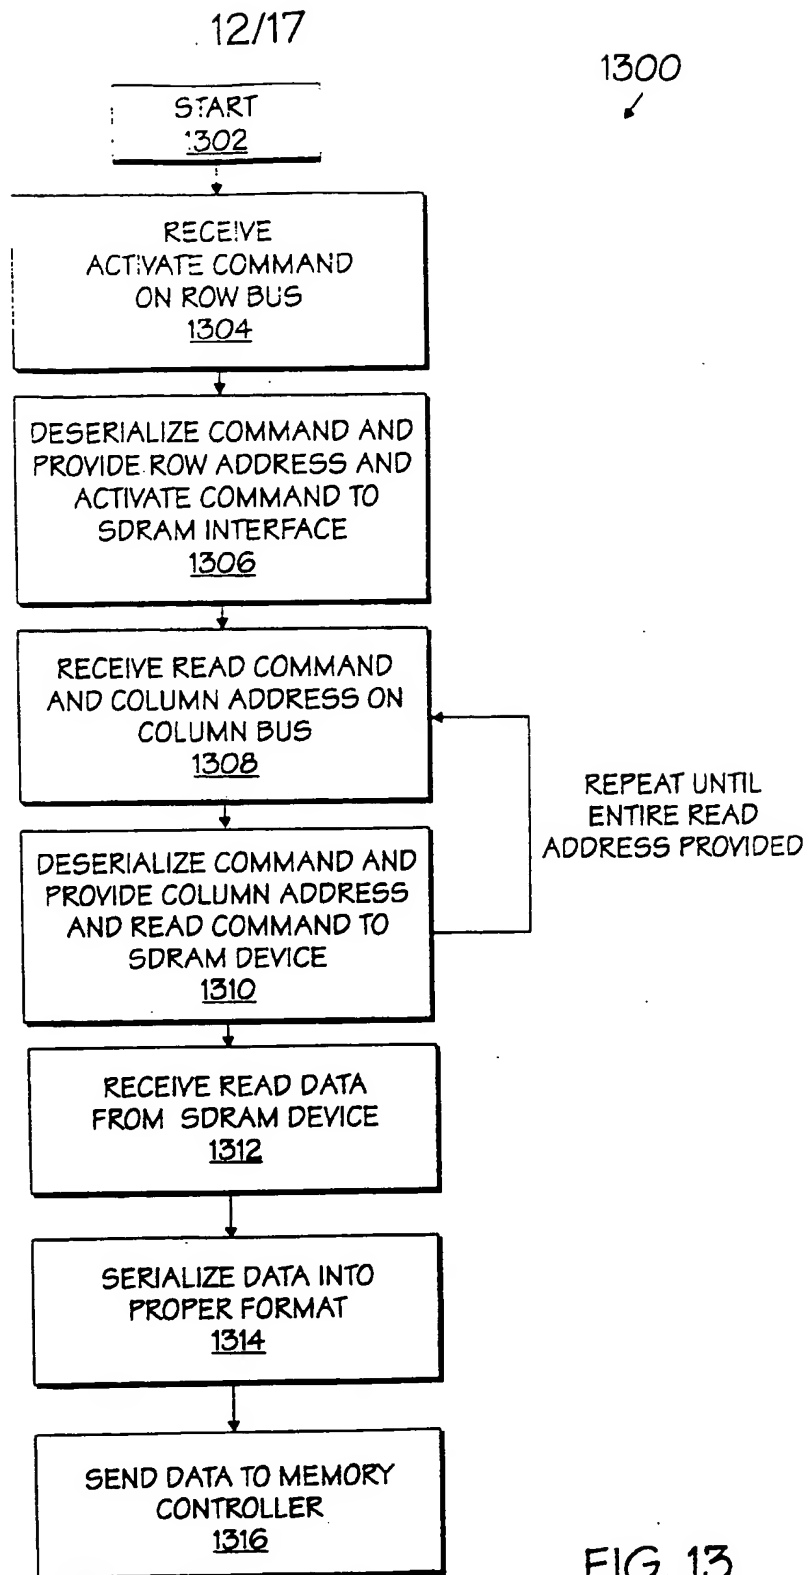 12/17
1300
START
1302
RECEIVE
ACTIVATE COMMAND
ON ROW BUS
1304
DESERIALIZE COMMAND AND
PROVIDE ROW ADDRESS AND
ACTIVATE COMMAND TO
SDRAM INTERFACE
1306
RECEIVE READ COMMAND
AND COLUMN ADDRESS ON
COLUMN BUS
1308
REPEAT UNTIL
ENTIRE READ
ADDRESS PROVIDED
DESERIALIZE COMMAND AND
PROVIDE COLUMN ADDRESS
AND READ COMMAND TO
SDRAM DEVICE
1310
RECEIVE READ DATA
FROM SDRAM DEVICE
1312
SERIALIZE DATA INTO
PROPER FORMAT
1314
SEND DATA TO MEMORY
CONTROLLER
1316
FIG 13